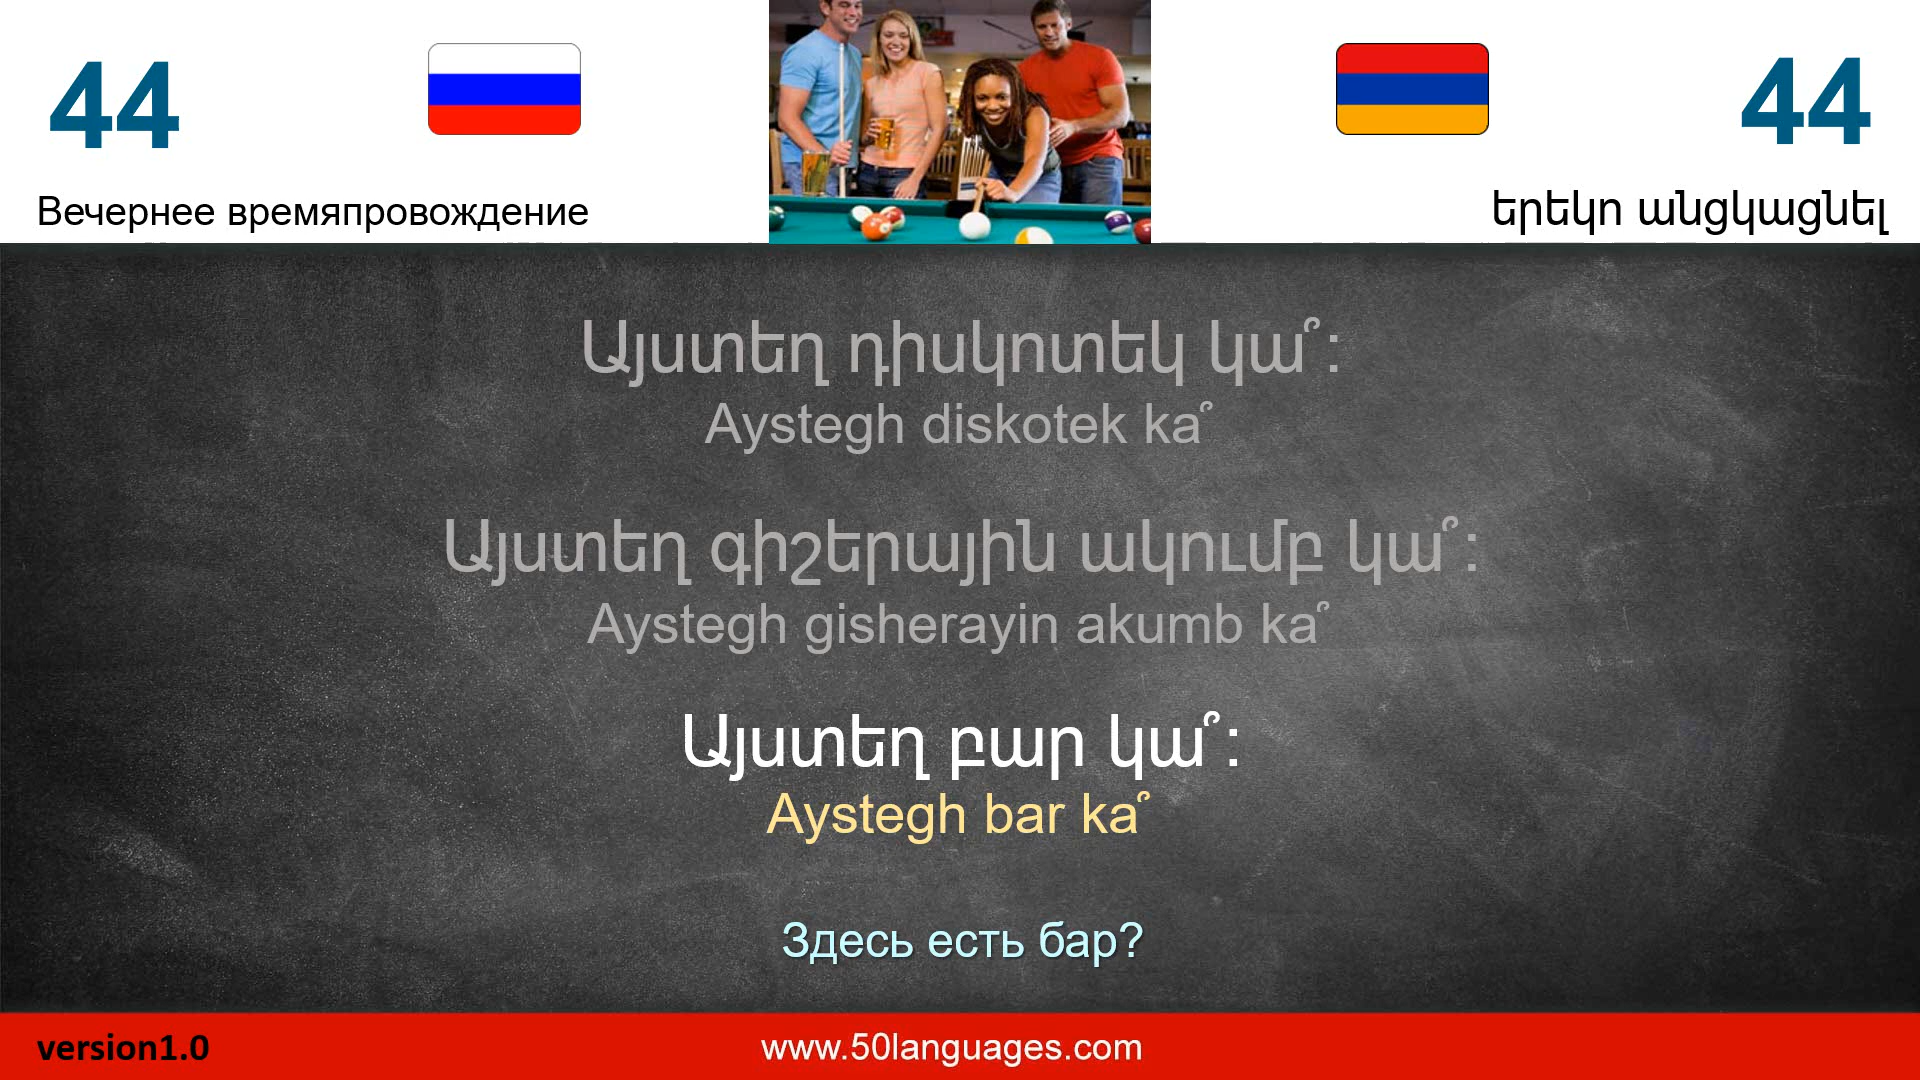 44
44
Вечернее времяпровождение
երեկո անցկացնել
Այստեղ դիսկոտեկ կա՞:
Aystegh diskotek ka՞
Այստեղ գիշերային ակումբ կա՞:
Aystegh gisherayin akumb ka՞
Այստեղ բար կա՞:
Aystegh bar ka՞
Здесь есть бар?
version1.0
www.50languages.com